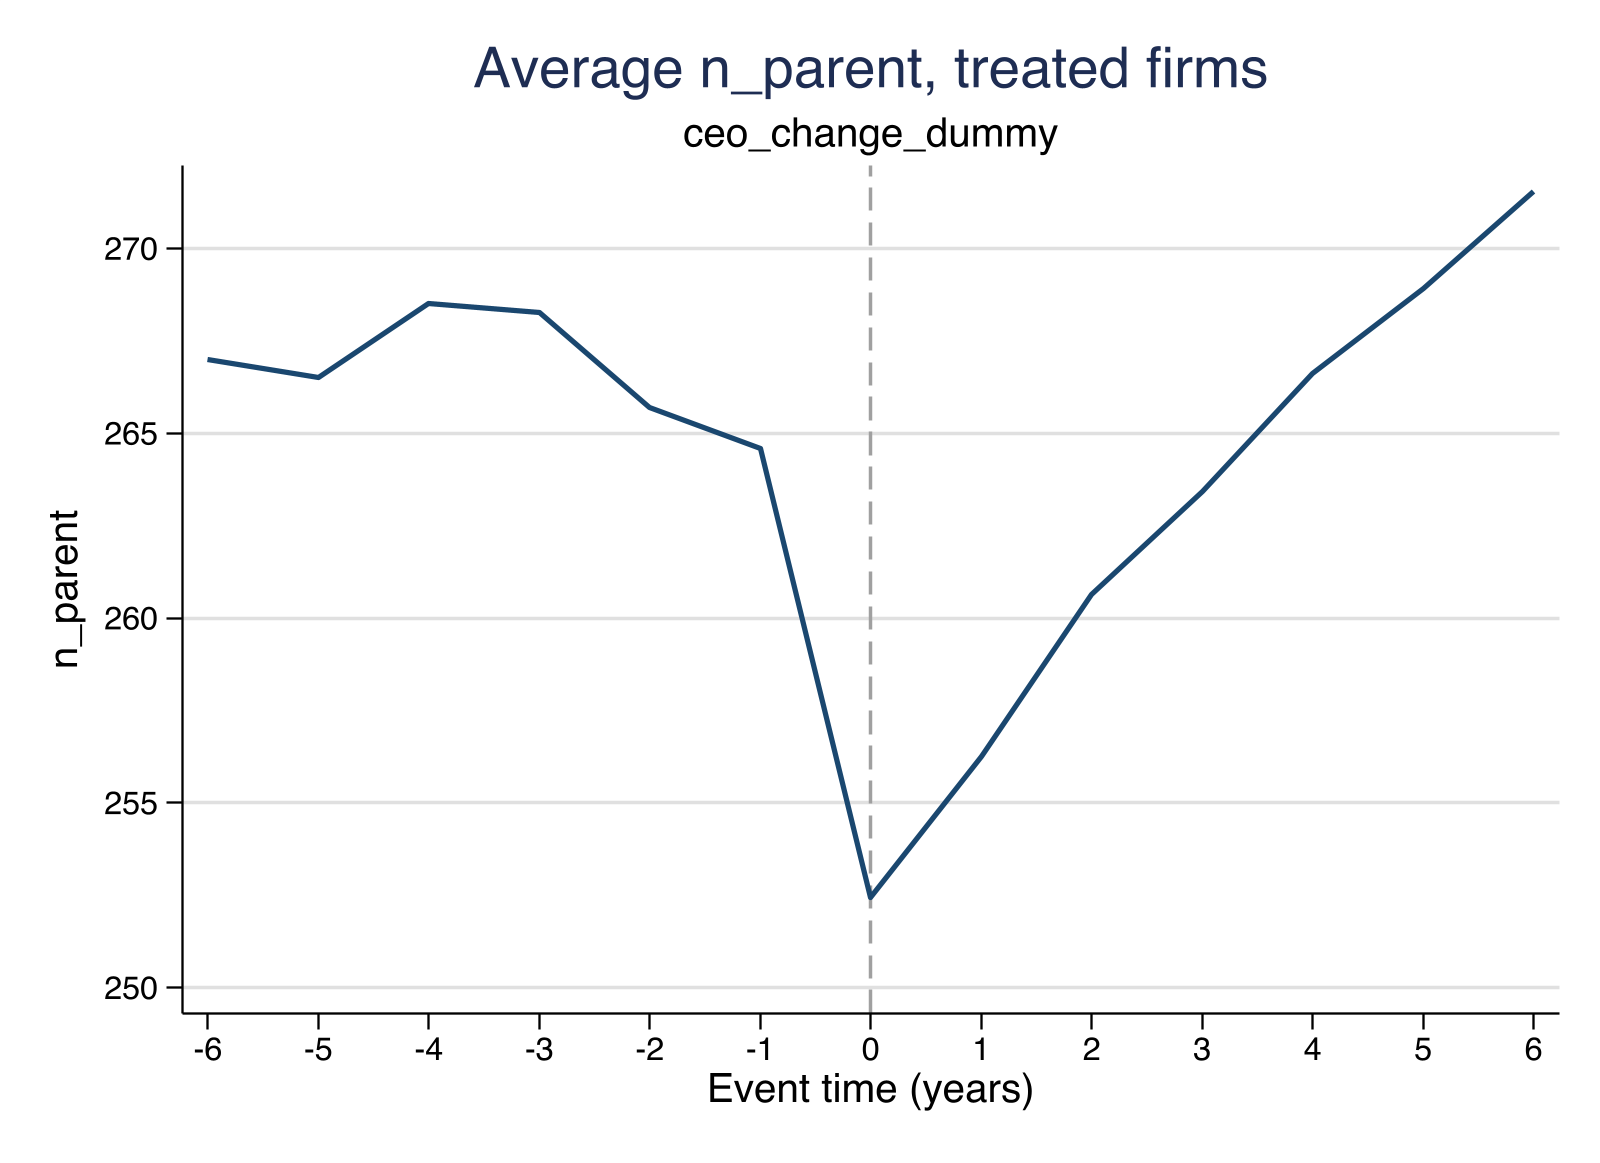 Average n_parent, treated firms
ceo_change_dummy
n_parent
270
265
260
255
250
-6 -5 -4 -3 -2 -1 0 1 2 3 4 5 6
Event time (years)